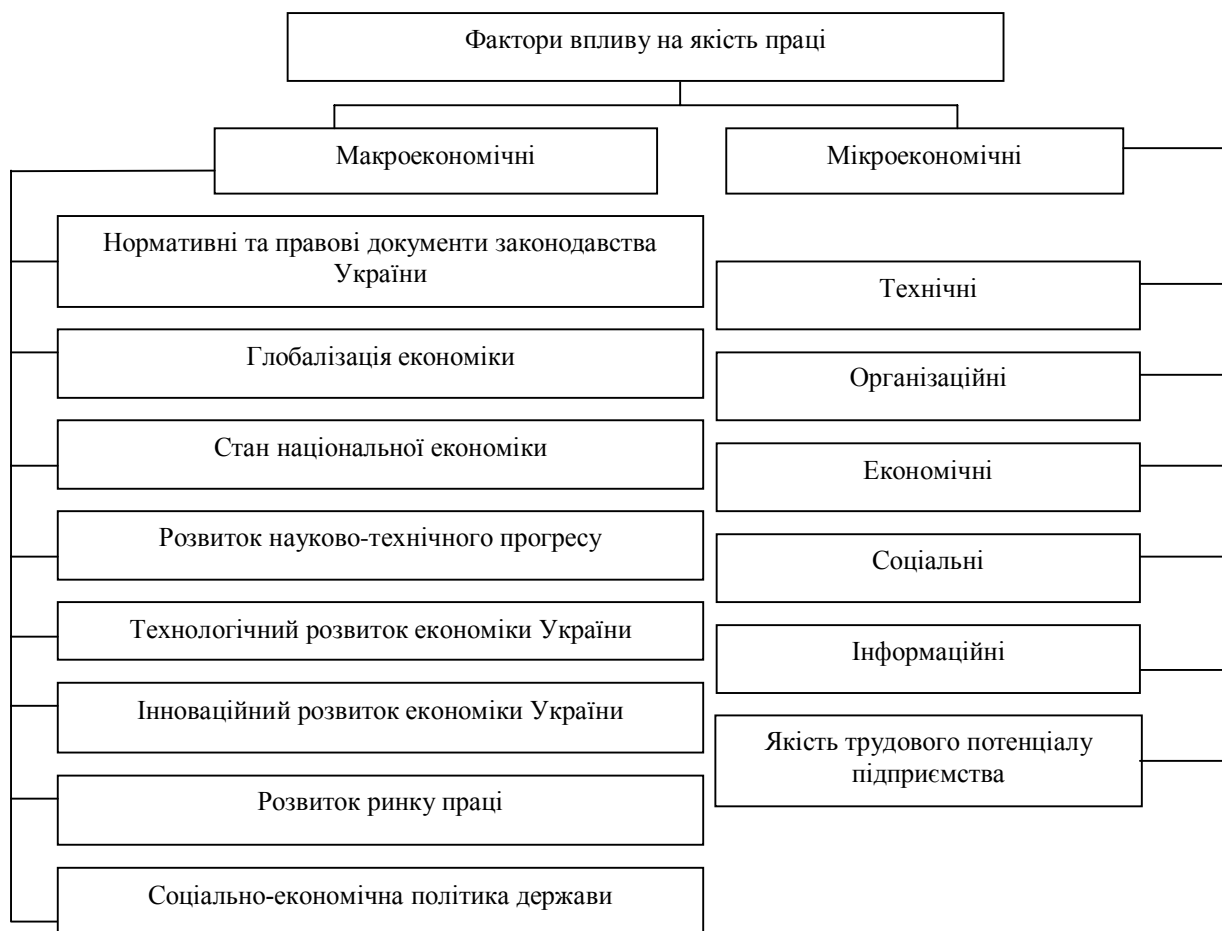 Фактори впливу на якість праці
Макроекономічні
Мікроекономічні
Нормативні та правові документи законодавства
України
Глобалізація економіки
Стан національної економіки
Розвиток науково-технічного прогресу
Технологічний розвиток економіки України
Інноваційний розвиток економіки України
Розвиток ринку праці
Соціально-економічна політика держави
Технічні
Організаційні
Економічні
Соціальні
Інформаційні
Якість трудового потенціалу
підприємства